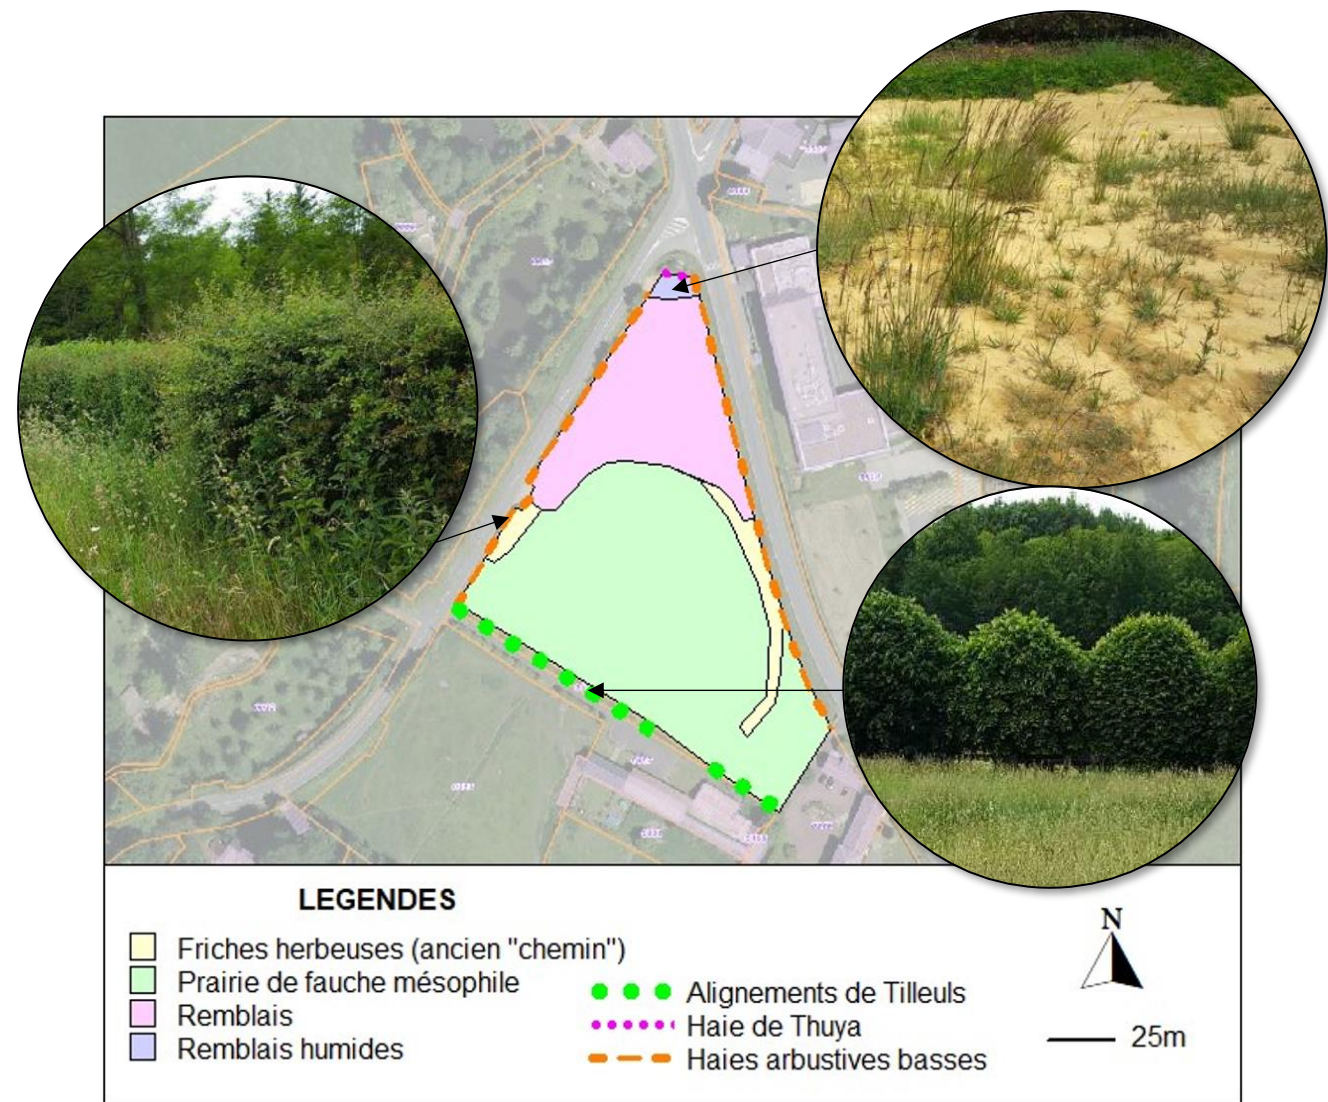 LEGENDES
Friches herbeuses (ancien "chemin")
Prairie de fauche mésophile
Remblais
Remblais humides
Alignements de Tilleuls
Haie de Thuya
Haies arbustives basses
N
25m